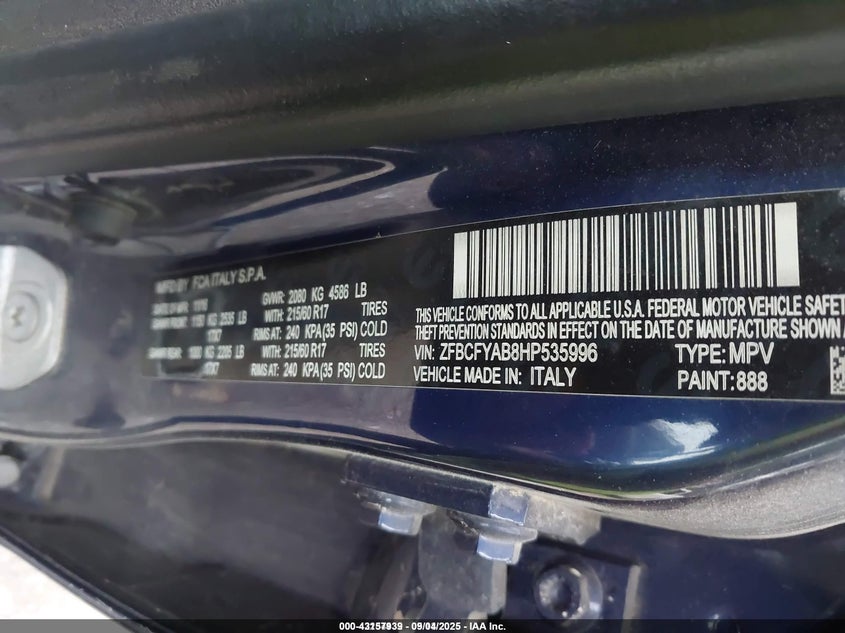 MFD BY FCA ITALY S.P.A.
GVWR: 2080 KG 4586 LB
WITH: 215/60 R17 TIRES
RIMS AT: 240 KPA(35 PSI) COLD
WITH: 215/60 R17 TIRES
RIMS AT: 240 KPA(35 PSI) COLD
THIS VEHICLE CONFORMS TO ALL APPLICABLE U.S.A. FEDERAL MOTOR VEHICLE SAFET
THEFT PREVENTION STANDARDS IN EFFECT ON THE DATE OF MANUFACTURE SHOWN
VIN: ZFBCFYAB8HP535996 TYPE: MPV
VEHICLE MADE IN: ITALY PAINT: 888
09/04/2025 - IAA Inc.